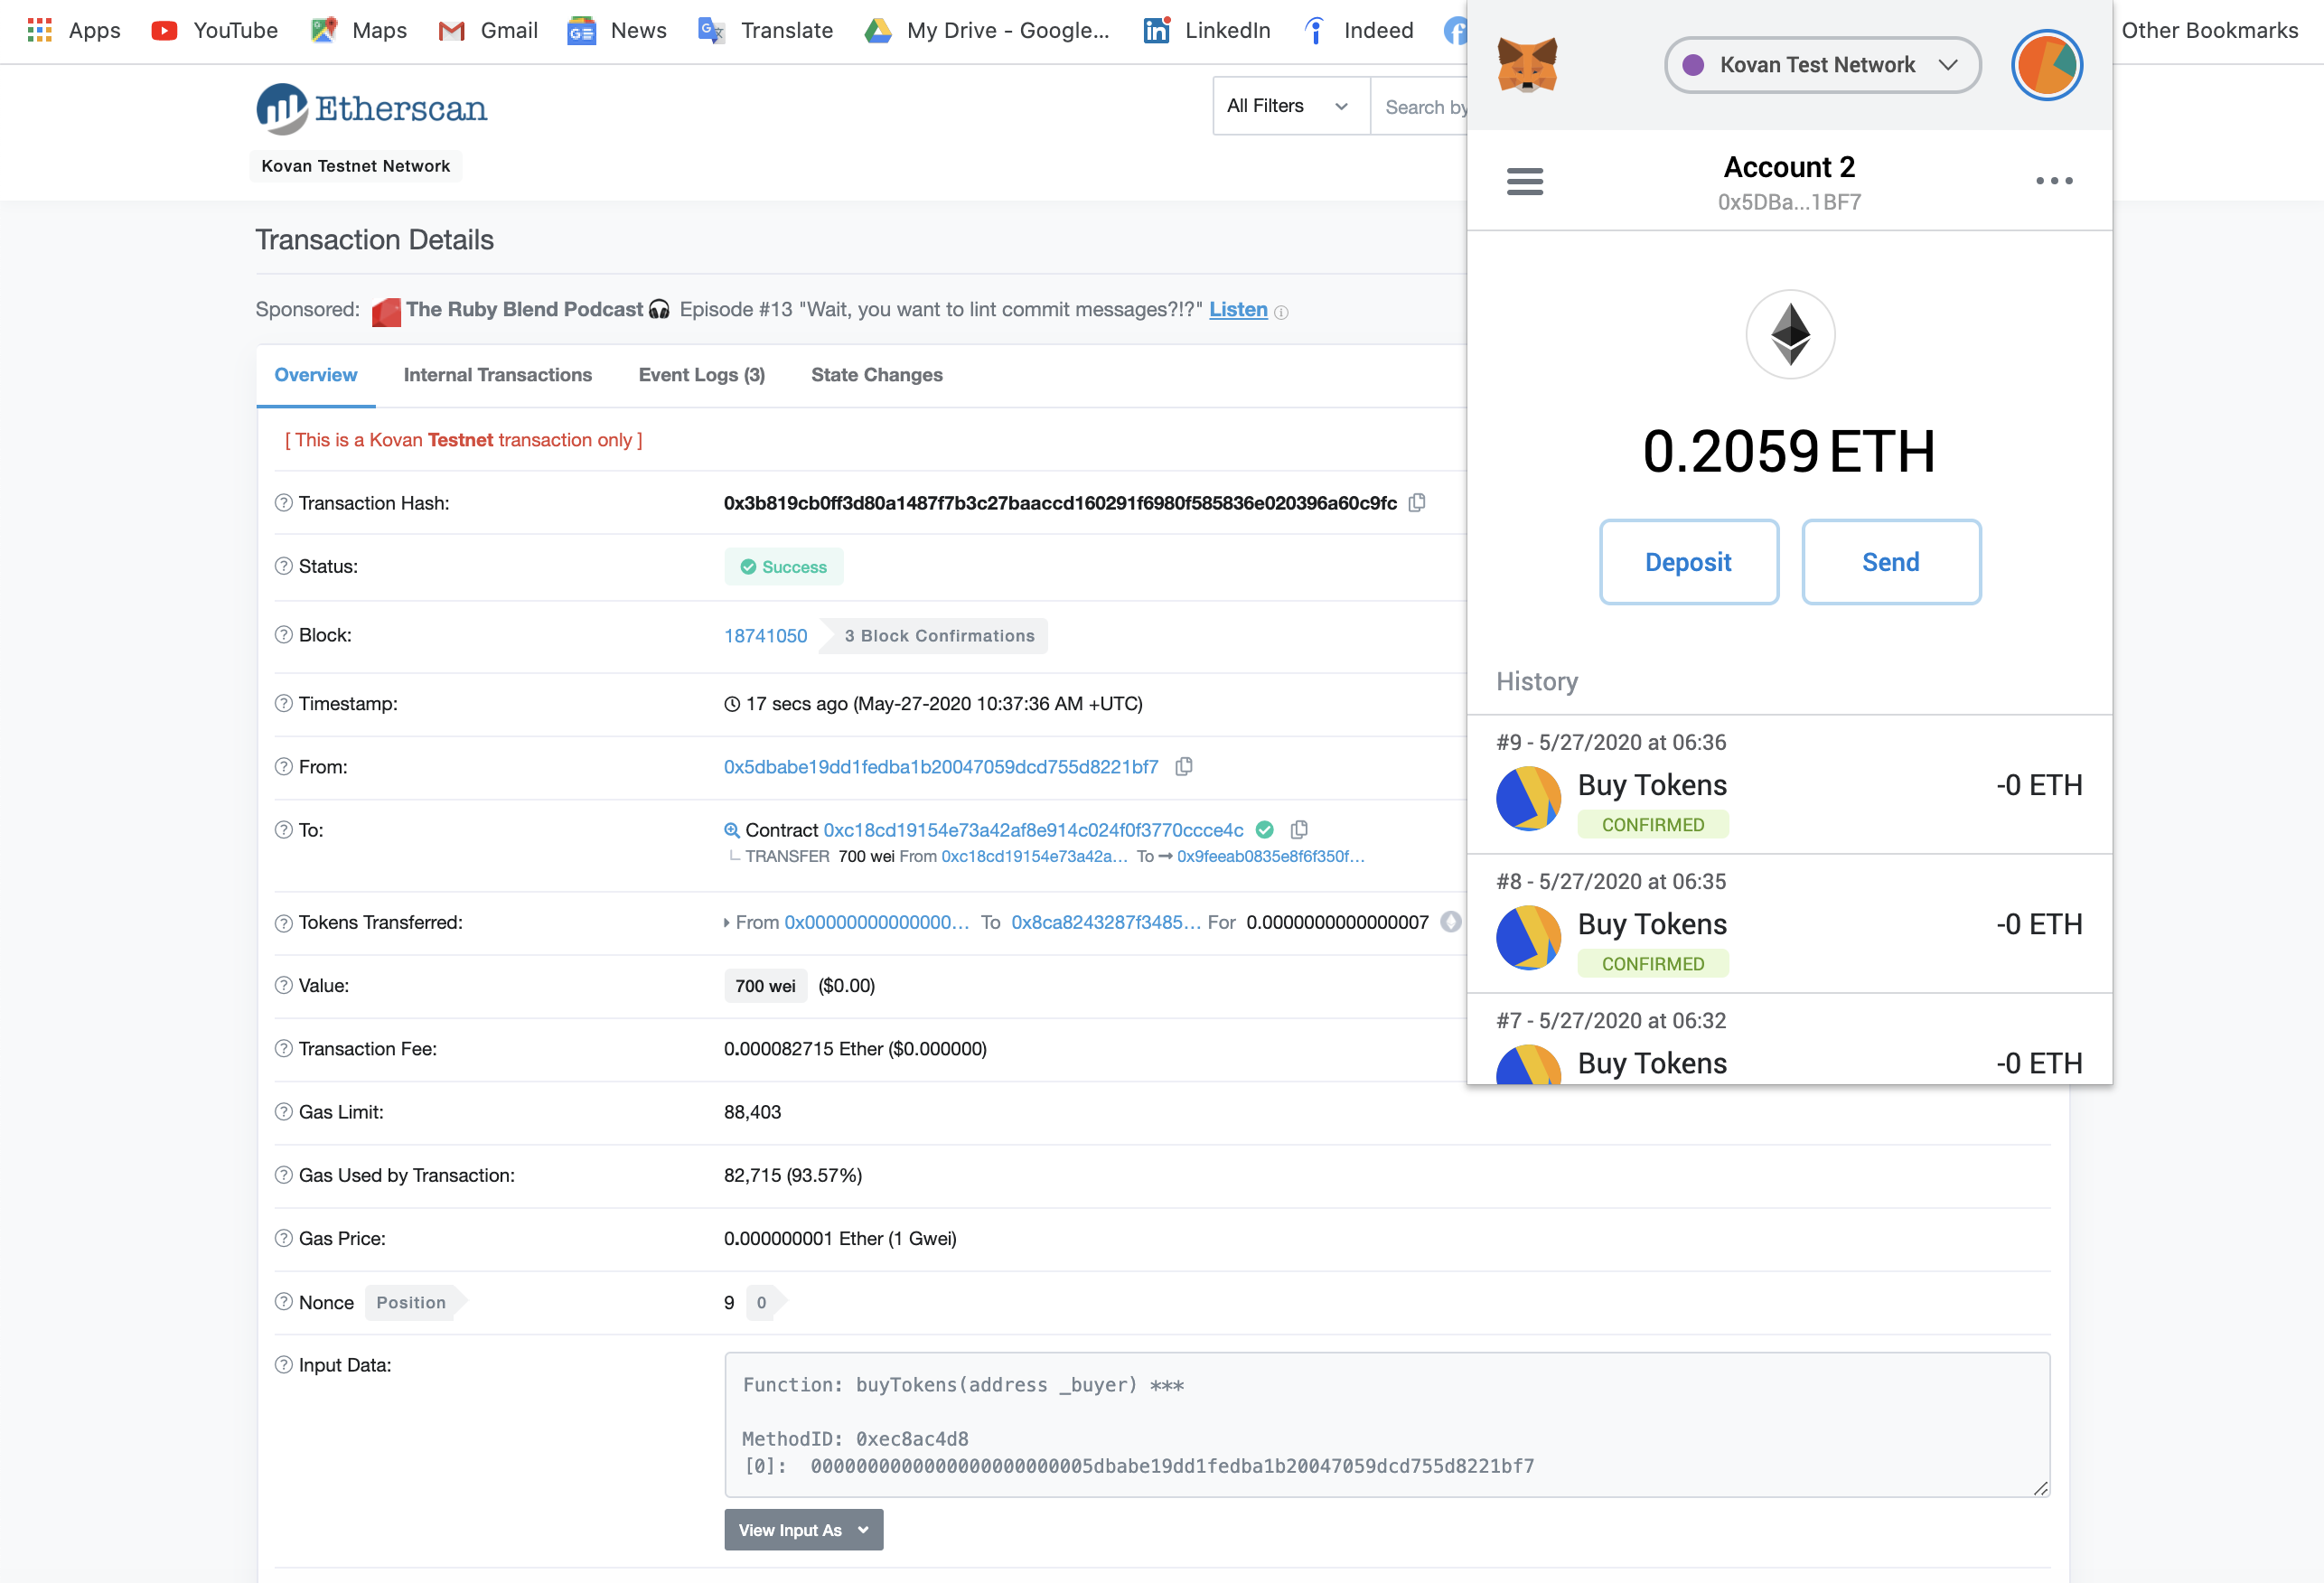 Apps YouTube Maps Gmail News Translate My Drive - Google... LinkedIn Indeed Other Bookmarks
Etherscan
All Filters
Search by
Kovan Testnet Network
Transaction Details
Sponsored: The Ruby Blend Podcast🎧 Episode #13 "Wait, you want to lint commit messages?!?" Listen
Overview Internal Transactions Event Logs (3) State Changes
[ This is a Kovan Testnet transaction only ]
Transaction Hash: 0x3b819cb0ff3d80a1487f7b3c27baaccd160291f6980f585836e020396a60c9fc
Status: Success
Block: 18741050 3 Block Confirmations
Timestamp: 17 secs ago (May-27-2020 10:37:36 AM +UTC)
From: 0x5dbabe19dd1fedba1b20047059dcd755d8221bf7
To: Contract 0xc18cd19154e73a42af8e914c024f0f3770ccce4c
TRANSFER 700 wei From 0xc18cd19154e73a42a... To → 0x9feeab0835e8f6f350f...
Tokens Transferred: From 0x00000000000000... To 0x8ca8243287f3485... For 0.0000000000000007
Value: 700 wei ($0.00)
Transaction Fee: 0.000082715 Ether ($0.000000)
Gas Limit: 88,403
Gas Used by Transaction: 82,715 (93.57%)
Gas Price: 0.000000001 Ether (1 Gwei)
Nonce Position 9 0
Input Data:
Function: buyTokens(address _buyer) ***
MethodID: 0xec8ac4d8
[0]: 0000000000000000000000005dbabe19dd1fedba1b20047059dcd755d8221bf7
View Input As
Kovan Test Network
Account 2
0x5DBa...1BF7
0.2059 ETH
Deposit Send
History
#9 - 5/27/2020 at 06:36
Buy Tokens -0 ETH
CONFIRMED
#8 - 5/27/2020 at 06:35
Buy Tokens -0 ETH
CONFIRMED
#7 - 5/27/2020 at 06:32
Buy Tokens -0 ETH